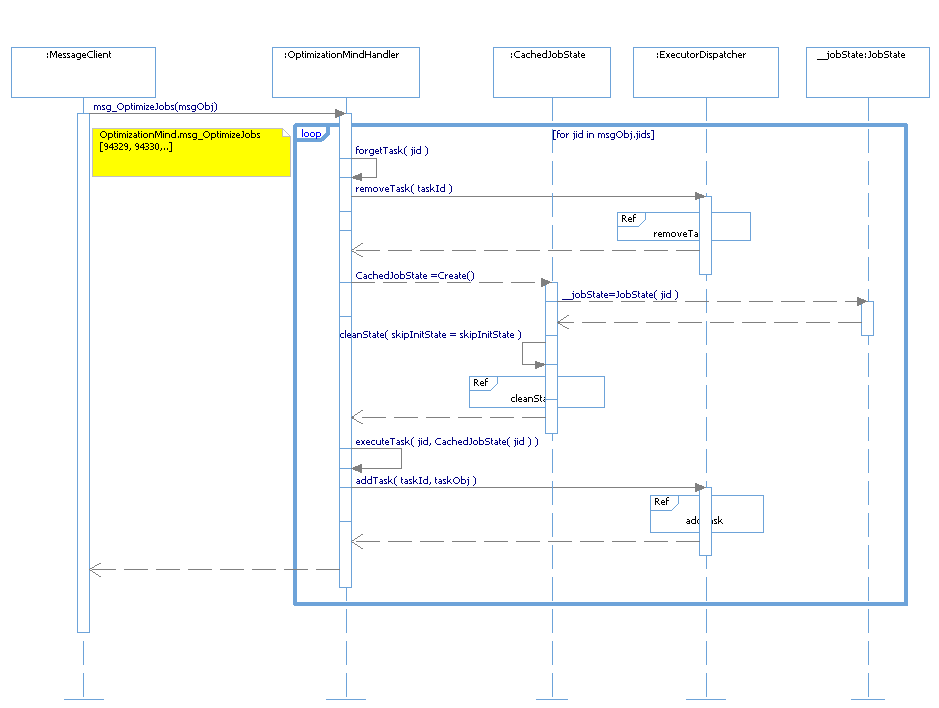 :MessageClient
:OptimizationMindHandler
:CachedJobState
:ExecutorDispatcher
__jobState:JobState
msg_OptimizeJobs(msgObj)
OptimizationMind.msg_OptimizeJobs
[94329, 94330,..]
loop
[for jid in msgObj.jids]
forgetTask( jid )
removeTask( taskId )
Ref
removeTa
CachedJobState =Create()
__jobState=JobState( jid )
cleanState( skipInitState = skipInitState )
Ref
cleanSta
executeTask( jid, CachedJobState( jid ) )
addTask( taskId, taskObj )
Ref